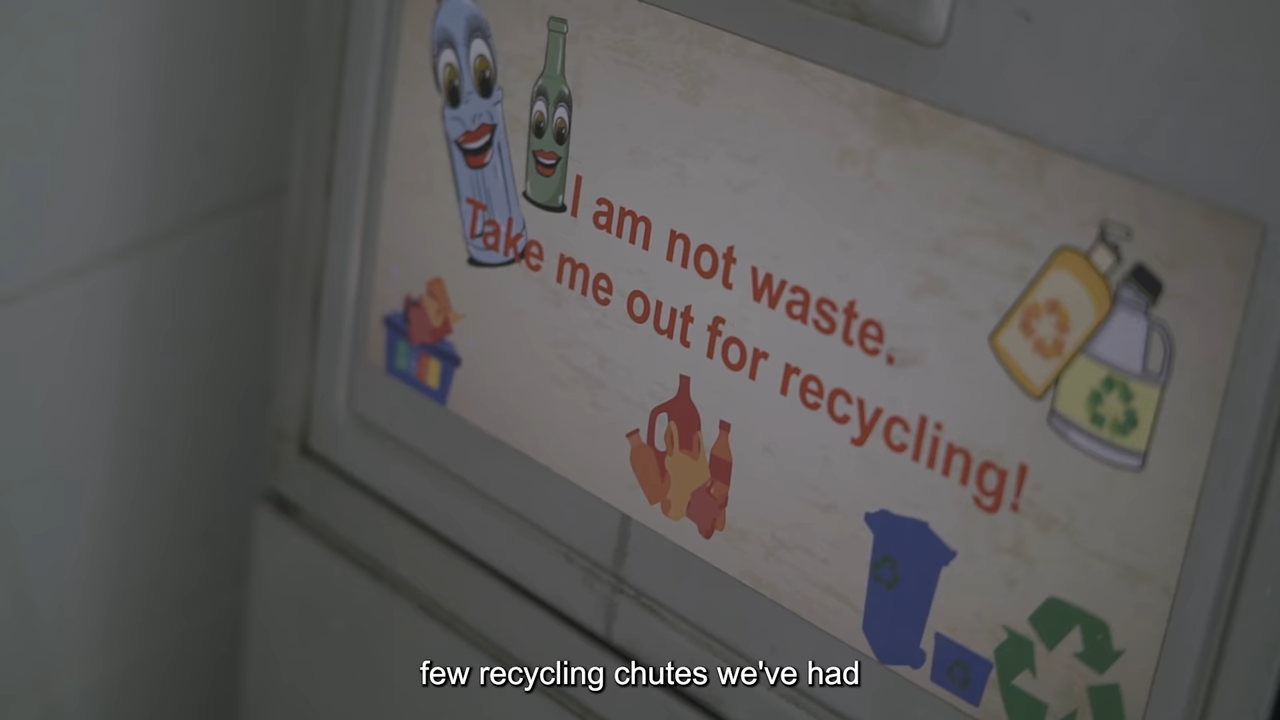 I am not waste.
Take me out for recycling!
few recycling chutes we've had